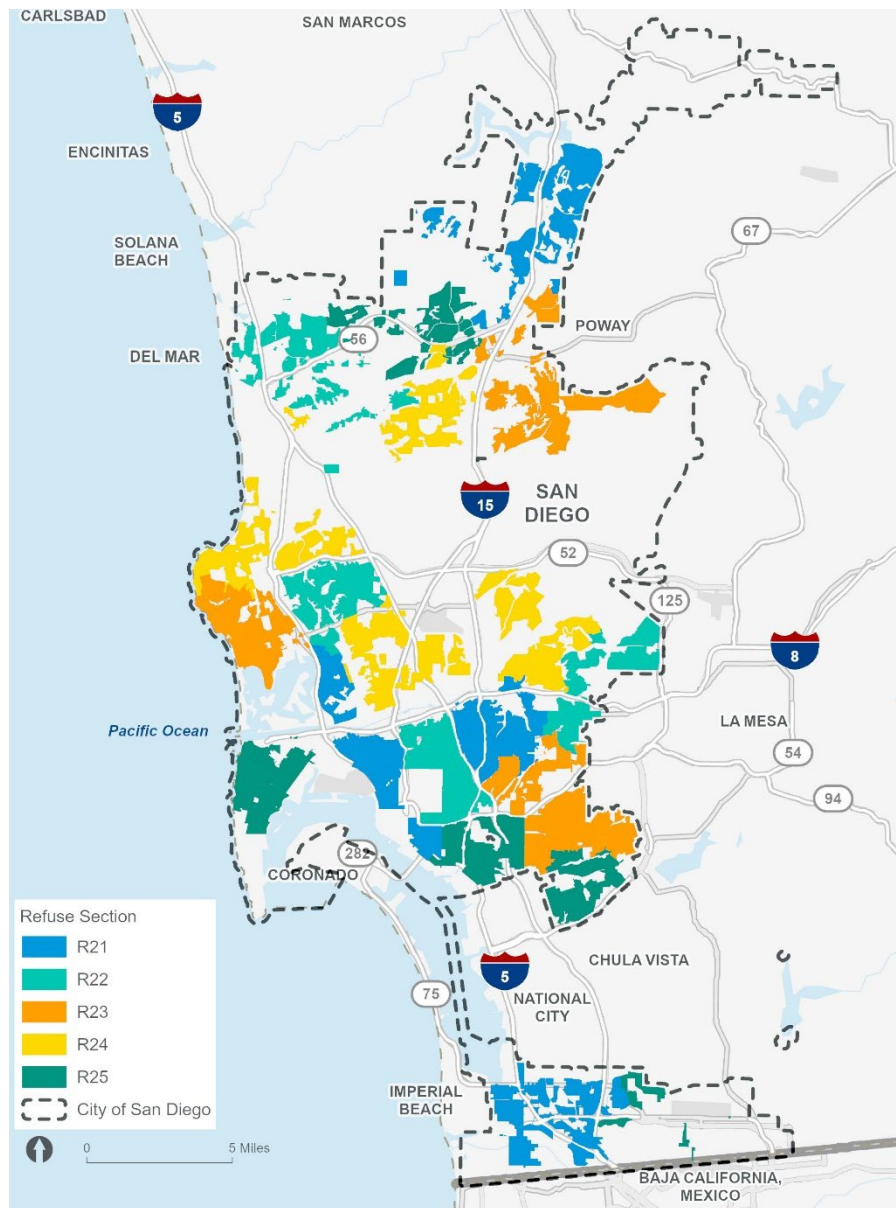 CARLSBAD
SAN MARCOS
5
ENCINITAS
67
SOLANA
BEACH
POWAY
56
DEL MAR
15
SAN
DIEGO
52
125
8
LA MESA
Pacific Ocean
54
94
282
CORONADO
Refuse Section
R21
R22
R23
R24
R25
City of San Diego
0
5 Miles
CHULA VISTA
5
75
NATIONAL
CITY
IMPERIAL
BEACH
BAJA CALIFORNIA,
MEXICO